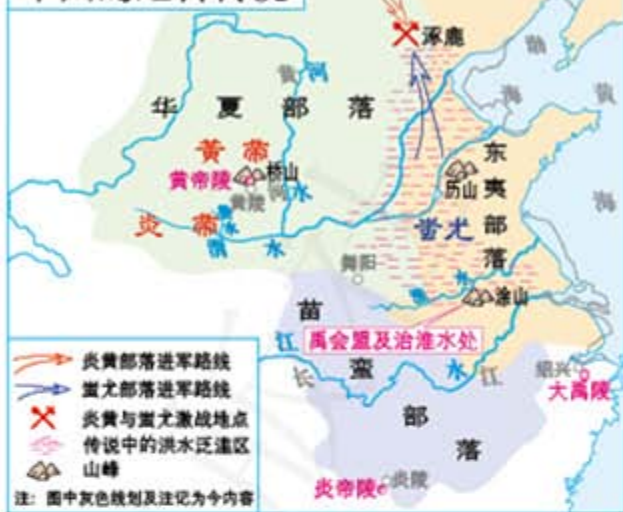 涿鹿
渤
海
黄
海
黄
河
华夏部落
黄帝
桥山
黄帝陵
黄陵
河
水
炎帝
渭
水
历山
东夷部落
蚩尤
舞阳
水
涂山
禹会盟及治淮水处
苗蛮部落
江
水
长
江
绍兴
大禹陵
炎帝陵
炎陵
炎黄部落进军路线
蚩尤部落进军路线
炎黄与蚩尤激战地点
传说中的洪水泛滥区
山峰
注：图中灰色线划及注记为今内容